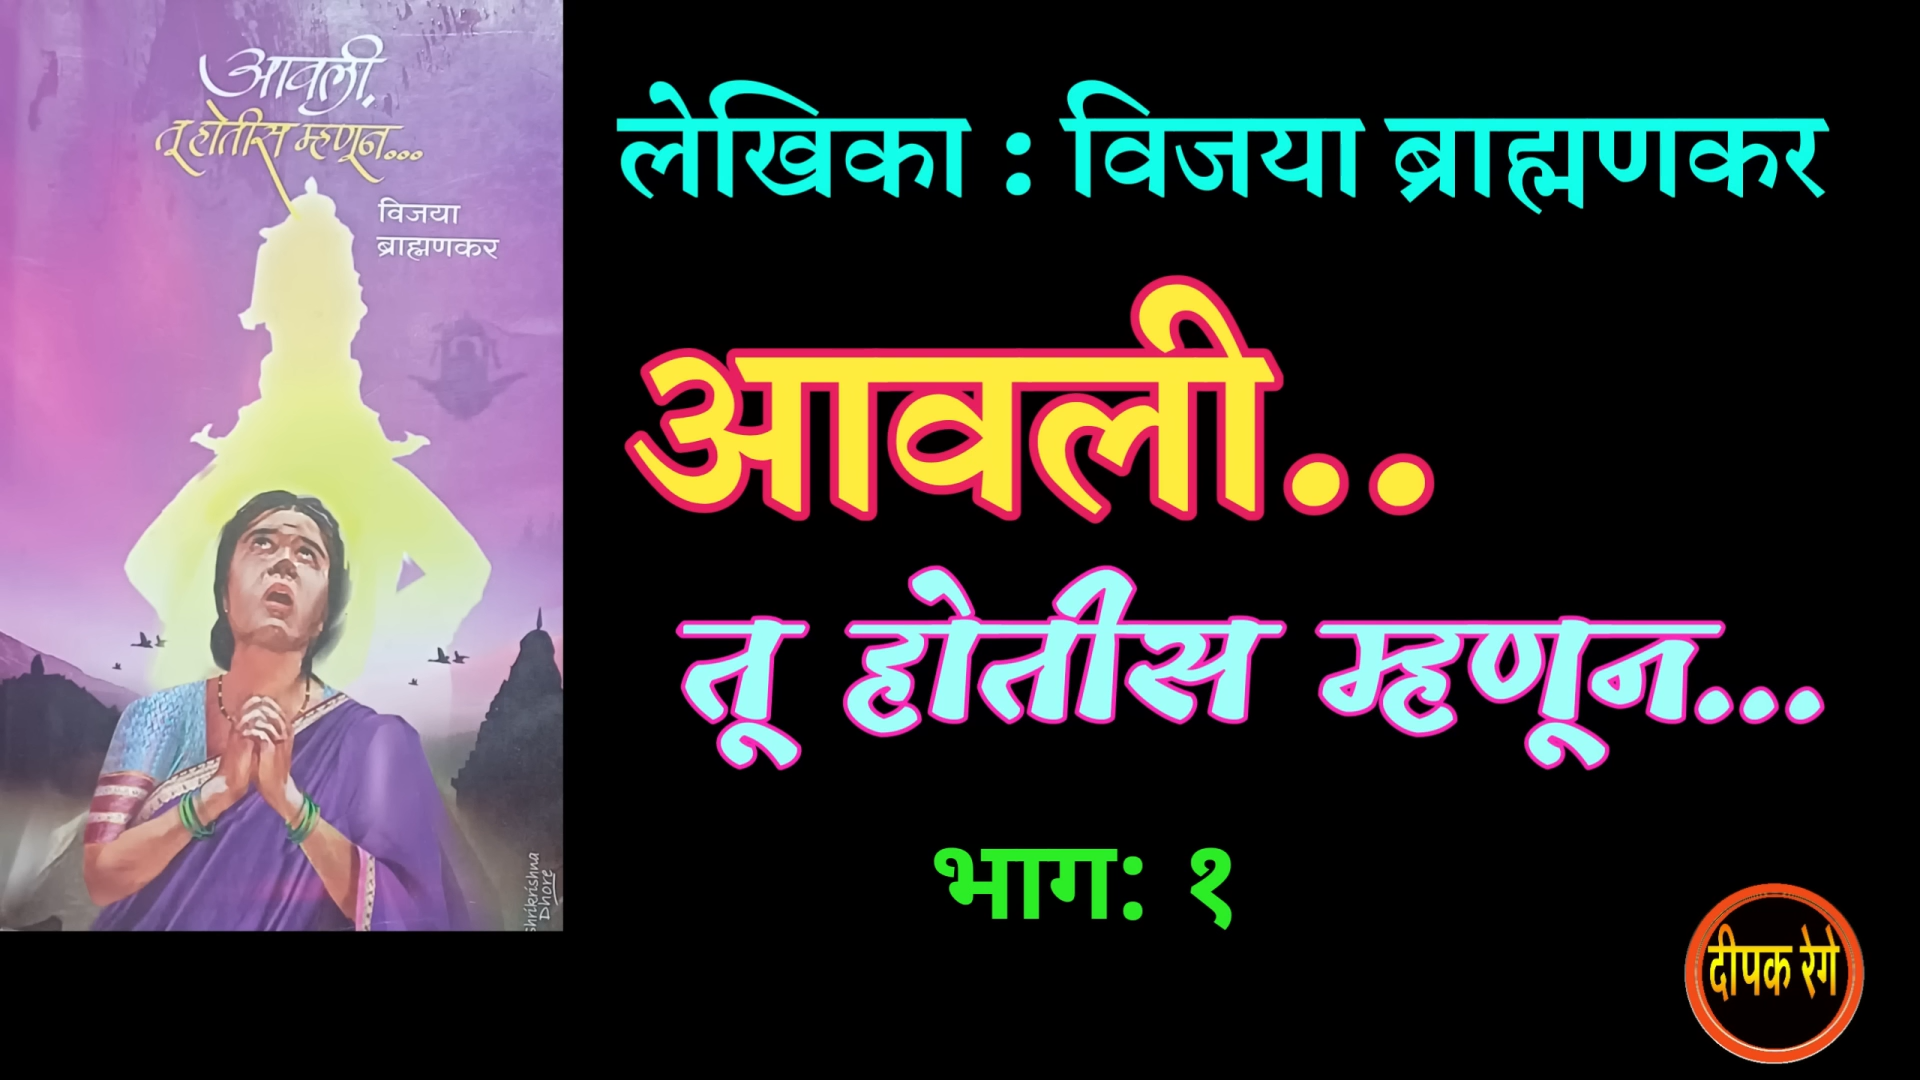 आवली,
तू होतीस म्हणून...
विजया
ब्राह्मणकर
shrikrishna
Dhore
लेखिका : विजया ब्राह्मणकर
आवली..
तू होतीस म्हणून...
भाग: १
दीपक रेगे